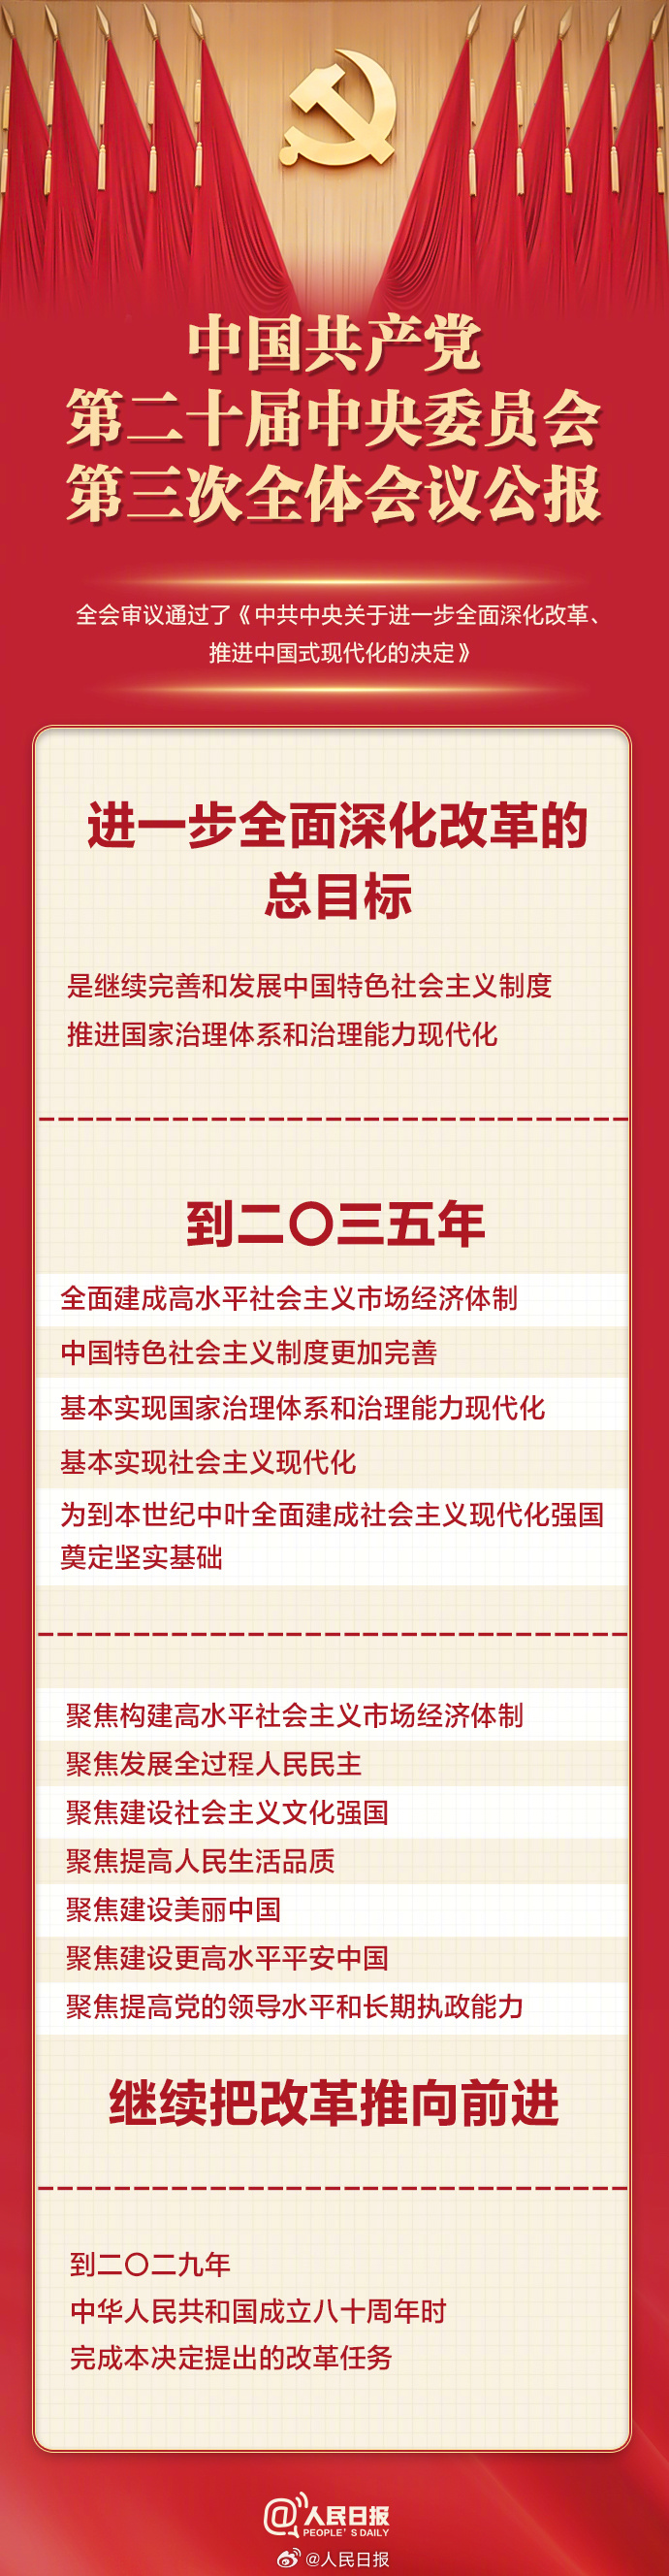 中国共产党
第二十届中央委员会
第三次全体会议公报
全会审议通过了《中共中央关于进一步全面深化改革、
推进中国式现代化的决定》
进一步全面深化改革的
总目标
是继续完善和发展中国特色社会主义制度
推进国家治理体系和治理能力现代化
到二〇三五年
全面建成高水平社会主义市场经济体制
中国特色社会主义制度更加完善
基本实现国家治理体系和治理能力现代化
基本实现社会主义现代化
为到本世纪中叶全面建成社会主义现代化强国
奠定坚实基础
聚焦构建高水平社会主义市场经济体制
聚焦发展全过程人民民主
聚焦建设社会主义文化强国
聚焦提高人民生活品质
聚焦建设美丽中国
聚焦建设更高水平平安中国
聚焦提高党的领导水平和长期执政能力
继续把改革推向前进
到二〇二九年
中华人民共和国成立八十周年时
完成本决定提出的改革任务
@人民日报
PEOPLE'S DAILY
@人民日报